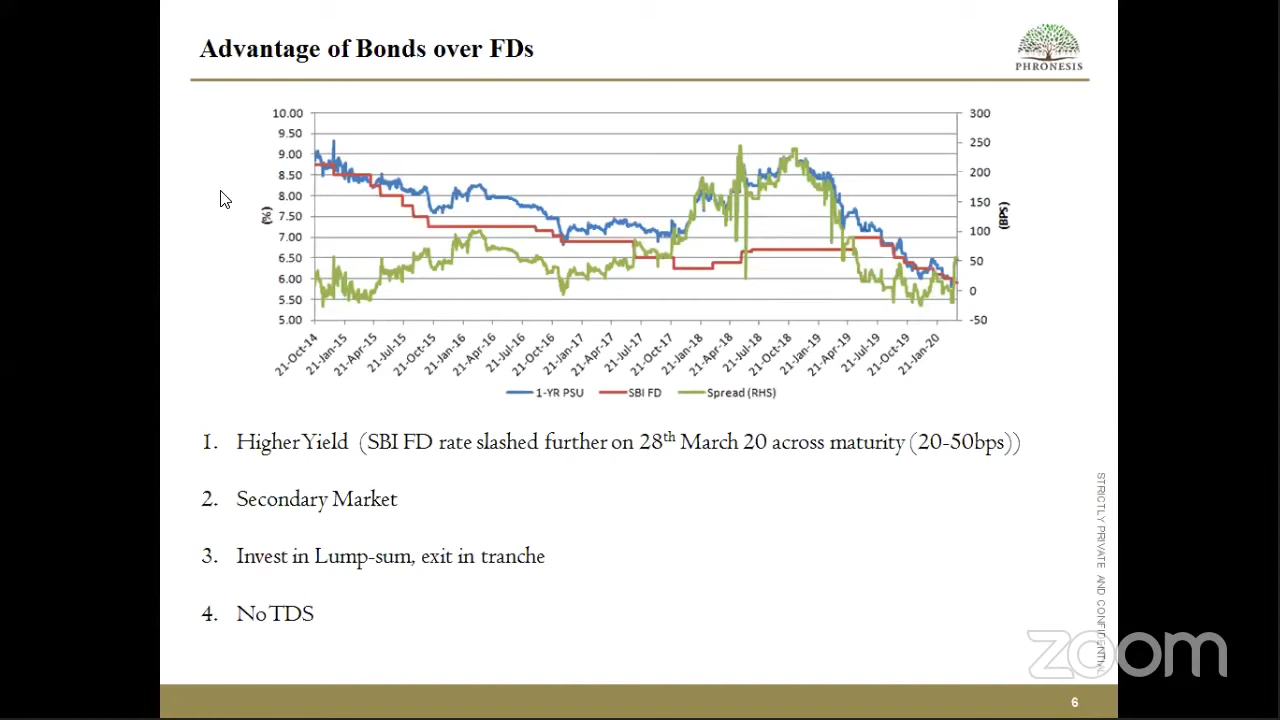 Advantage of Bonds over FDs
PHRONESIS
10.00
9.50
9.00
8.50
8.00
7.50
7.00
6.50
6.00
5.50
5.00
(%)
300
250
200
150
100
50
0
-50
(BPS)
21-Oct-14
21-Jan-15
21-Apr-15
21-Jul-15
21-Oct-15
21-Jan-16
21-Apr-16
21-Jul-16
21-Oct-16
21-Jan-17
21-Apr-17
21-Jul-17
21-Oct-17
21-Jan-18
21-Apr-18
21-Jul-18
21-Oct-18
21-Jan-19
21-Apr-19
21-Jul-19
21-Oct-19
21-Jan-20
1-YR PSU SBI FD Spread (RHS)
1. Higher Yield (SBI FD rate slashed further on 28th March 20 across maturity (20-50bps))
2. Secondary Market
3. Invest in Lump-sum, exit in tranche
4. No TDS
STRICTLY PRIVATE AND CONFIDENTIAL
zoom
6